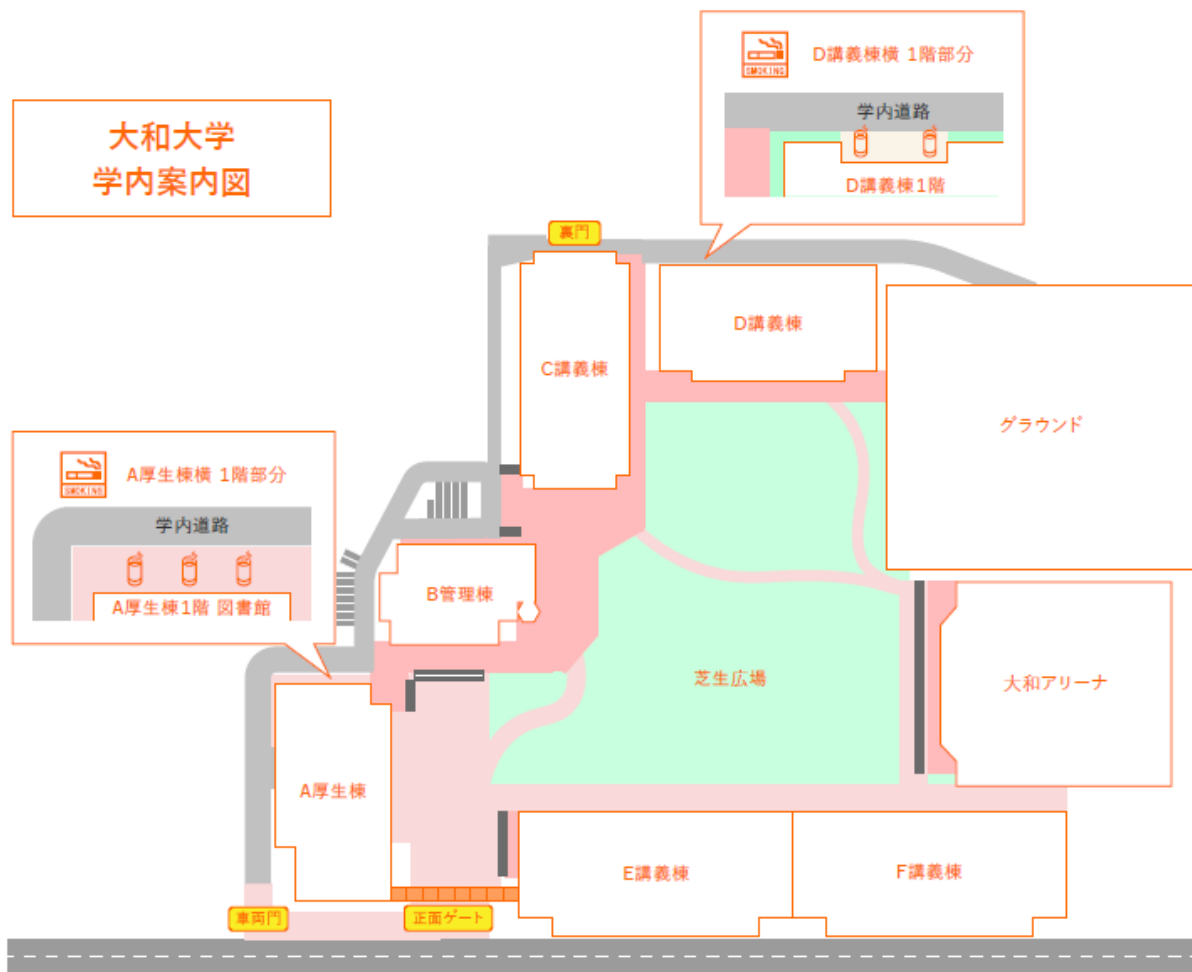 大和大学
学内案内図
SMOKING
D講義棟横 1階部分
学内道路
D講義棟1階
裏門
C講義棟
D講義棟
グラウンド
SMOKING
A厚生棟横 1階部分
学内道路
A厚生棟1階 図書館
B管理棟
芝生広場
大和アリーナ
A厚生棟
E講義棟
F講義棟
車両門
正面ゲート